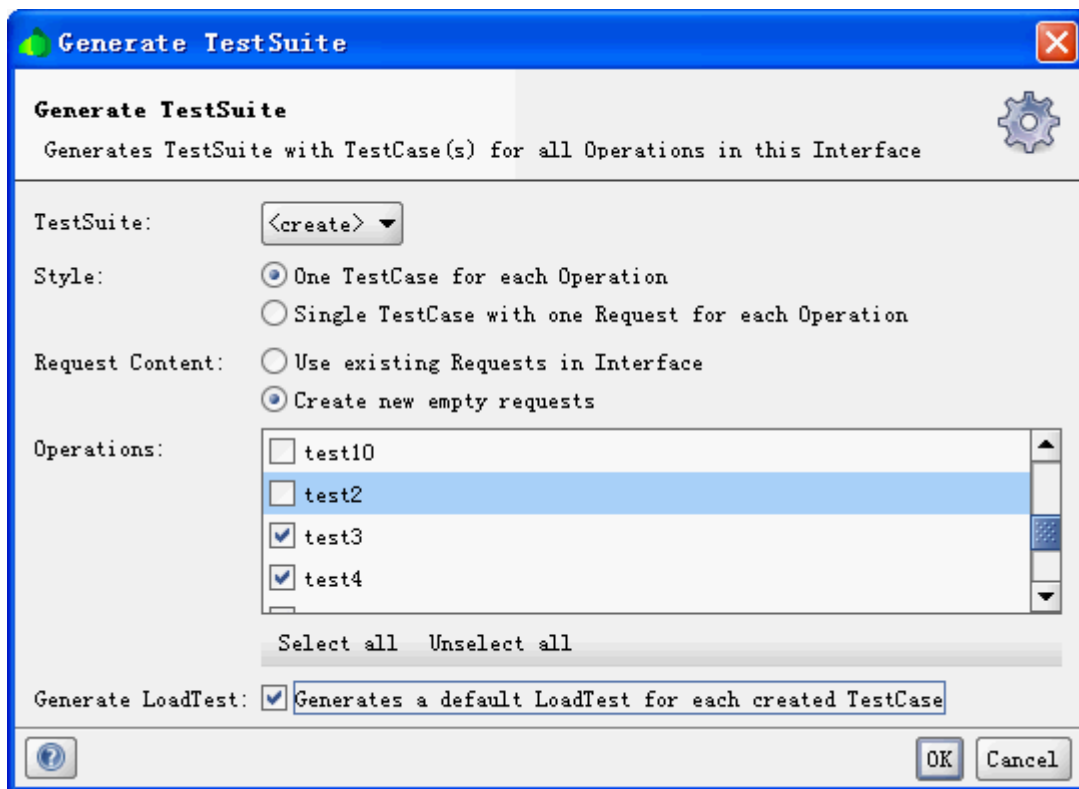 Generate TestSuite
Generate TestSuite
Generates TestSuite with TestCase(s) for all Operations in this Interface
TestSuite: <create>
Style: One TestCase for each Operation
Single TestCase with one Request for each Operation
Request Content: Use existing Requests in Interface
Create new empty requests
Operations: test10
test2
test3
test4
Select all Unselect all
Generate LoadTest: Generates a default LoadTest for each created TestCase
OK Cancel